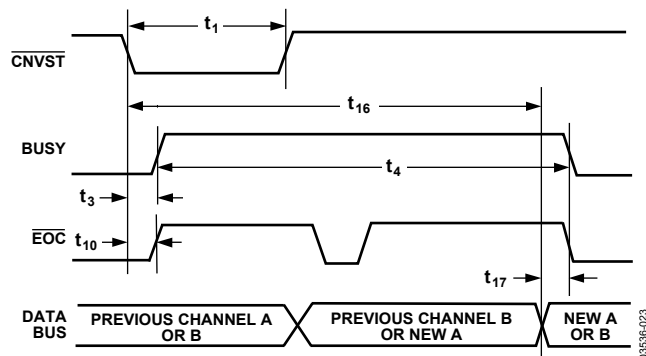 t1
CNVST
t16
BUSY
t4
t3
EOC
t10
t17
DATA
BUS
PREVIOUS CHANNEL A
OR B
PREVIOUS CHANNEL B
OR NEW A
NEW A
OR B
03536-023